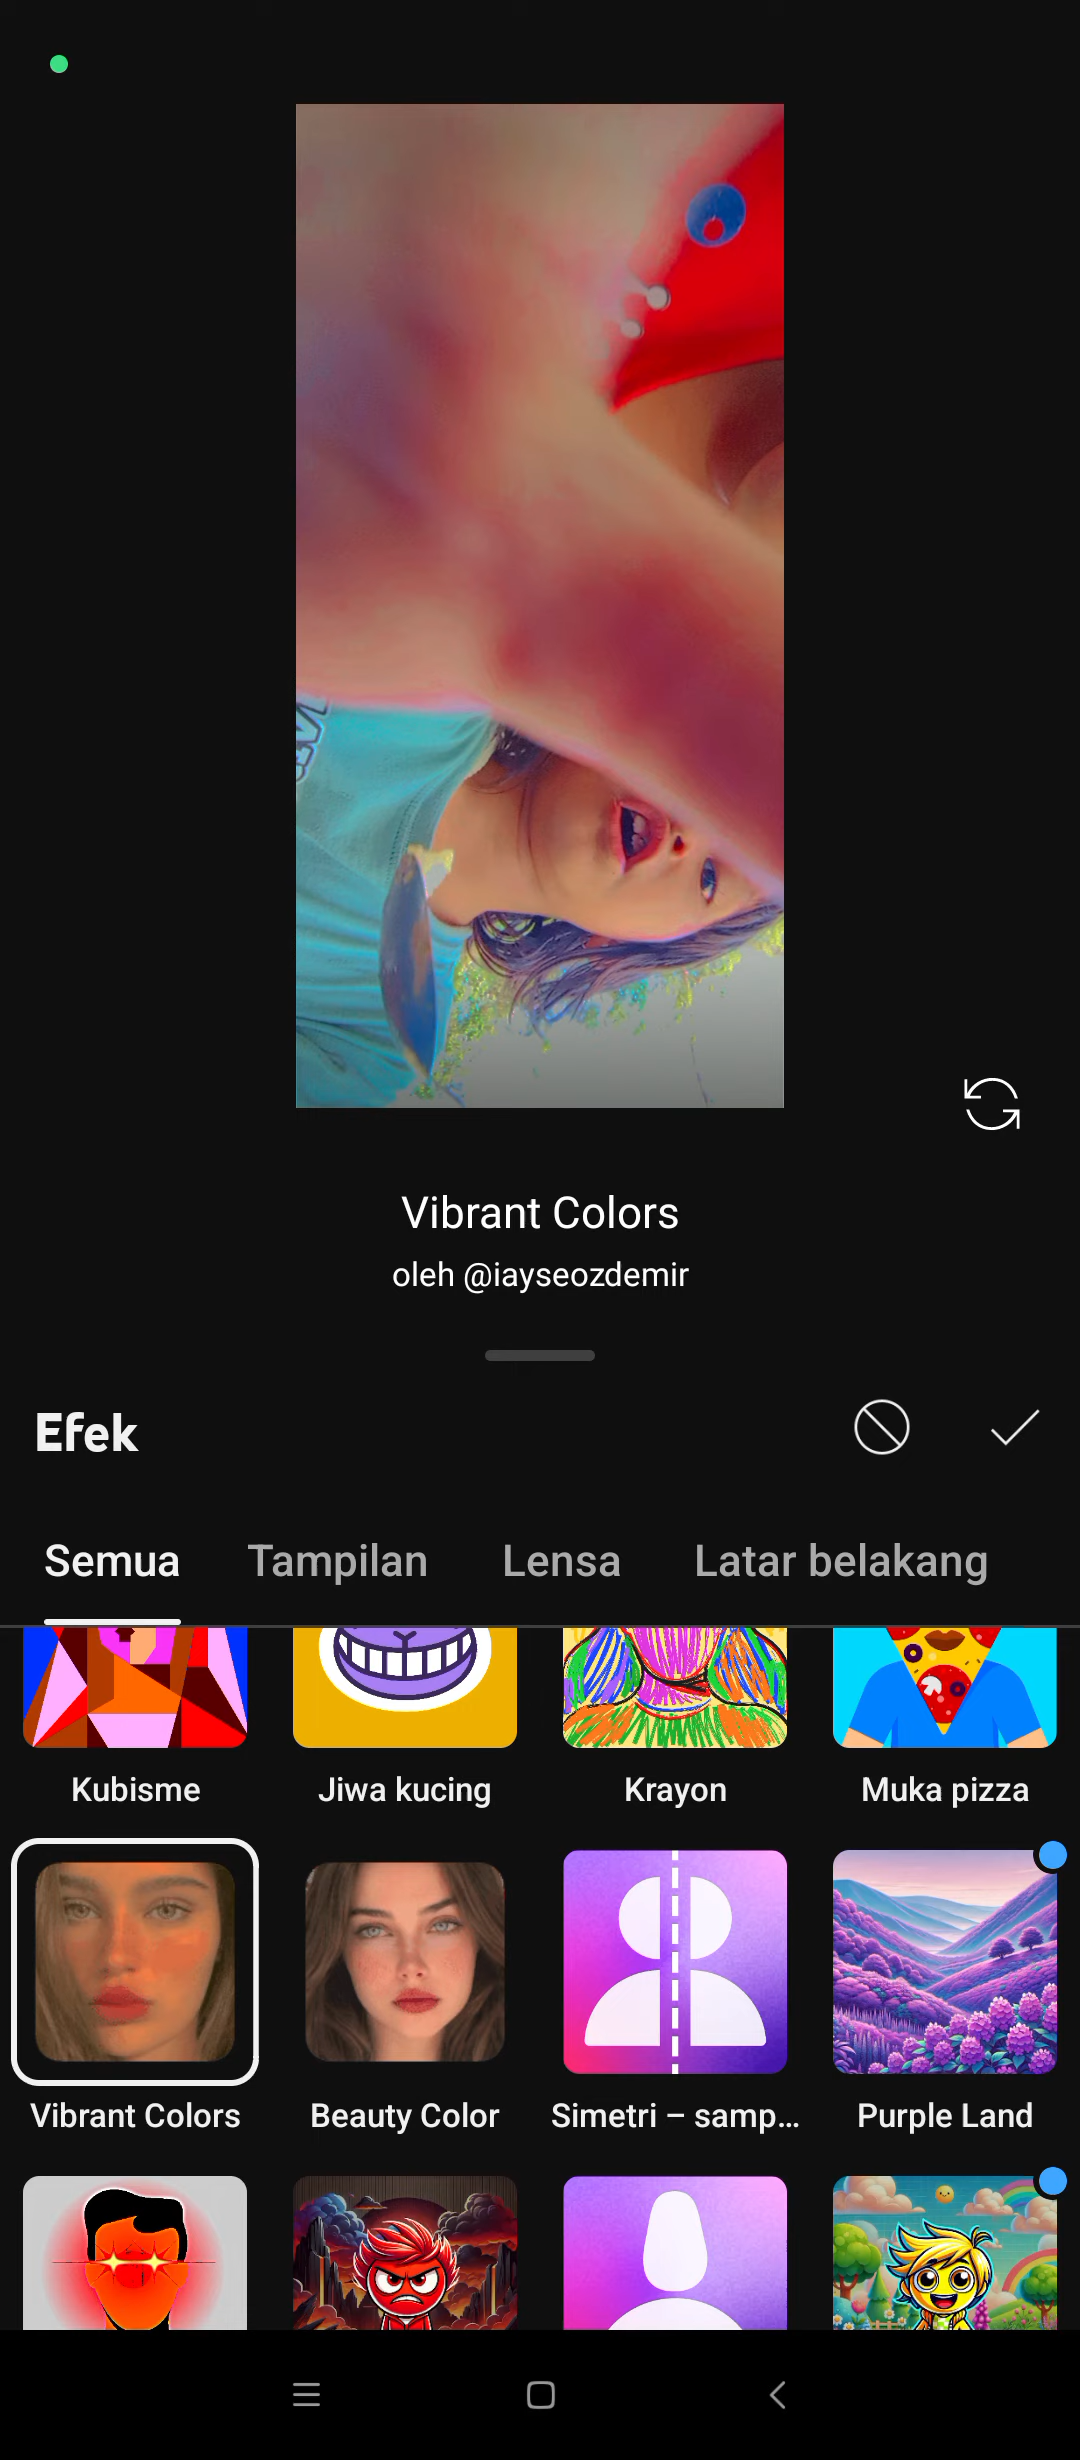 Vibrant Colors
oleh @iayseozdemir
Efek
Semua Tampilan Lensa Latar belakang
Kubisme Jiwa kucing Krayon Muka pizza
Vibrant Colors Beauty Color Simetri – samp... Purple Land